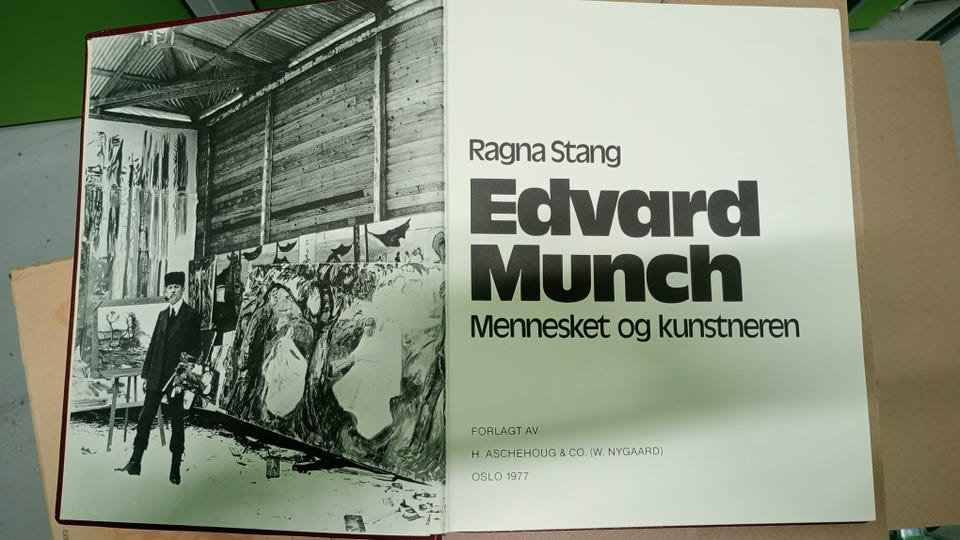 Ragna Stang
Edvard
Munch
Mennesket og kunstneren
FORLAGT AV
H. ASCHEHOUG & CO. (W. NYGAARD)
OSLO 1977